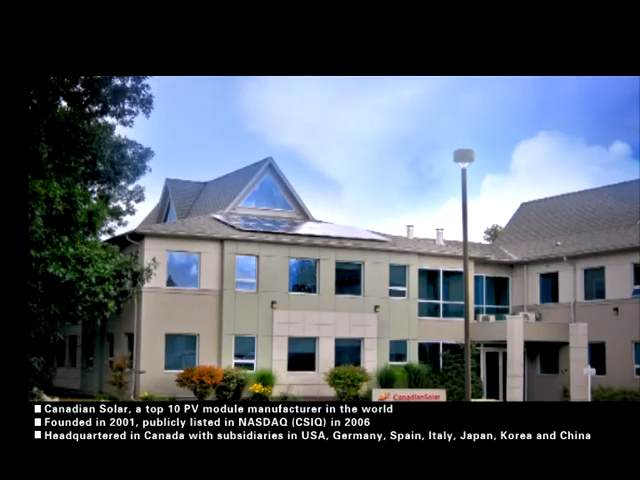 CanadianSolar
Canadian Solar, a top 10 PV module manufacturer in the world
Founded in 2001, publicly listed in NASDAQ (CSIQ) in 2006
Headquartered in Canada with subsidiaries in USA, Germany, Spain, Italy, Japan, Korea and China